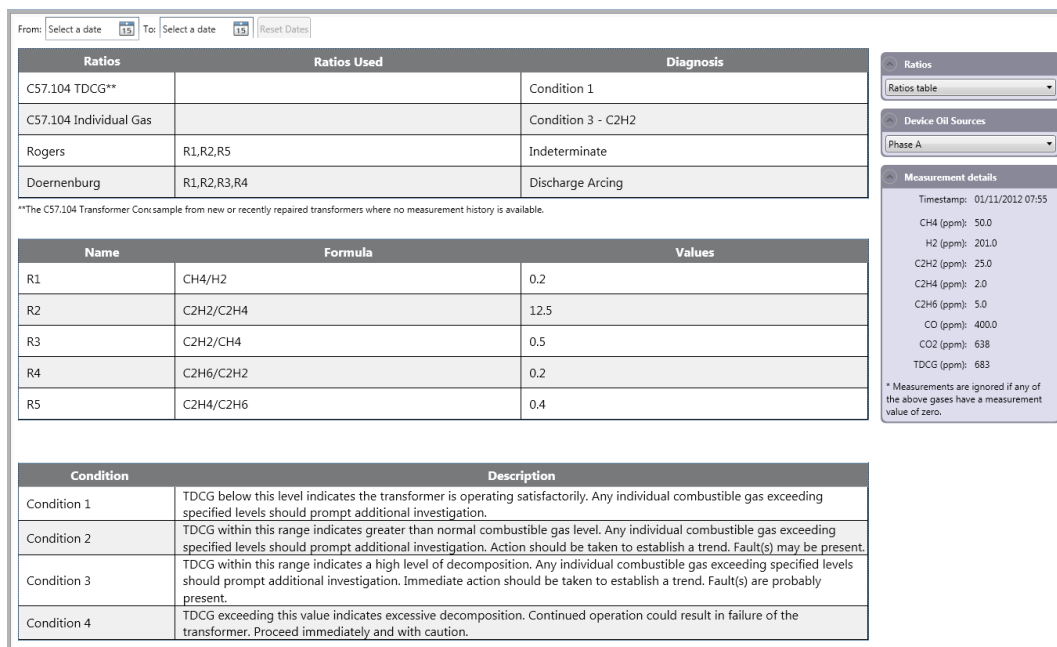 From: Select a date 15 To: Select a date 15 Reset Dates
Ratios Ratios Used Diagnosis
C57.104 TDCG** Condition 1
C57.104 Individual Gas Condition 3 - C2H2
Rogers R1,R2,R5 Indeterminate
Doernenburg R1,R2,R3,R4 Discharge Arcing
**The C57.104 Transformer Conc sample from new or recently repaired transformers where no measurement history is available.
Name Formula Values
R1 CH4/H2 0.2
R2 C2H2/C2H4 12.5
R3 C2H2/CH4 0.5
R4 C2H6/C2H2 0.2
R5 C2H4/C2H6 0.4
Condition Description
Condition 1 TDCG below this level indicates the transformer is operating satisfactorily. Any individual combustible gas exceeding
specified levels should prompt additional investigation.
Condition 2 TDCG within this range indicates greater than normal combustible gas level. Any individual combustible gas exceeding
specified levels should prompt additional investigation. Action should be taken to establish a trend. Fault(s) may be present.
Condition 3 TDCG within this range indicates a high level of decomposition. Any individual combustible gas exceeding specified levels
should prompt additional investigation. Immediate action should be taken to establish a trend. Fault(s) are probably
present.
Condition 4 TDCG exceeding this value indicates excessive decomposition. Continued operation could result in failure of the
transformer. Proceed immediately and with caution.
Ratios
Ratios table
Device Oil Sources
Phase A
Measurement details
Timestamp: 01/11/2012 07:55
CH4 (ppm): 50.0
H2 (ppm): 201.0
C2H2 (ppm): 25.0
C2H4 (ppm): 2.0
C2H6 (ppm): 5.0
CO (ppm): 400.0
CO2 (ppm): 638
TDCG (ppm): 683
* Measurements are ignored if any of
the above gases have a measurement
value of zero.